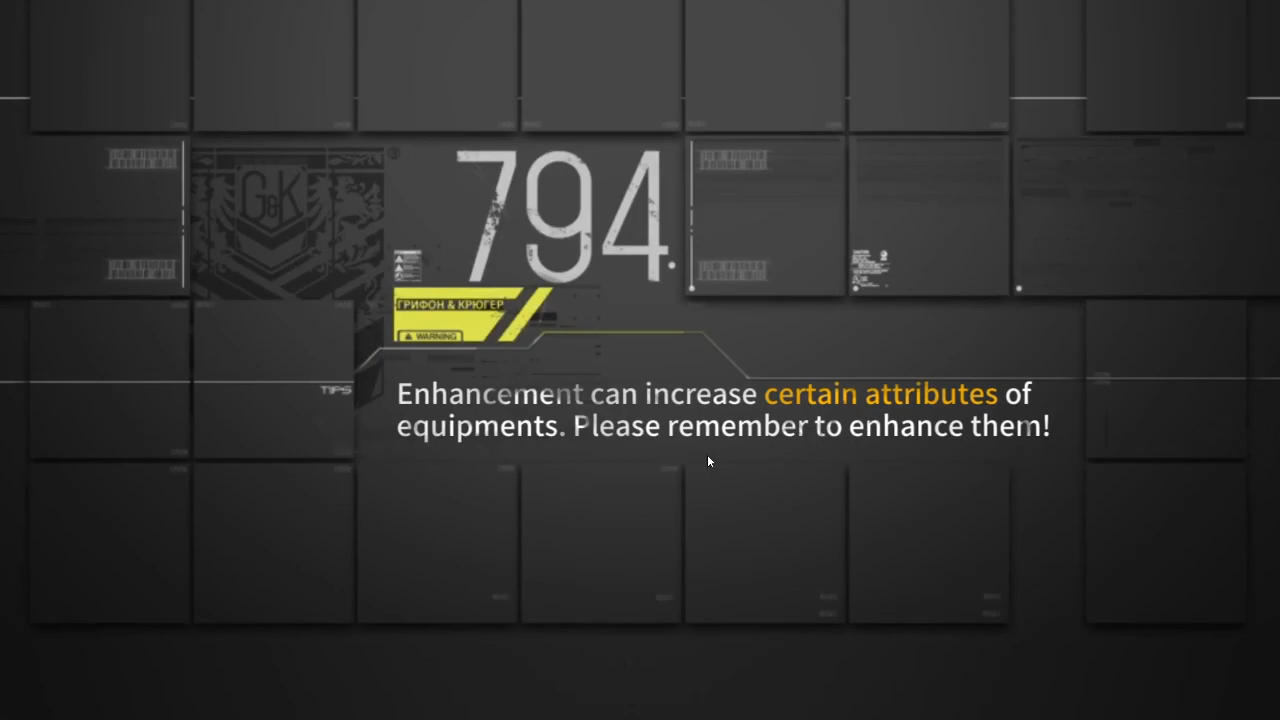 G&K
794.
ГРИФОН & КРЮГЕР
WARNING
TIPS
Enhancement can increase certain attributes of
equipments. Please remember to enhance them!